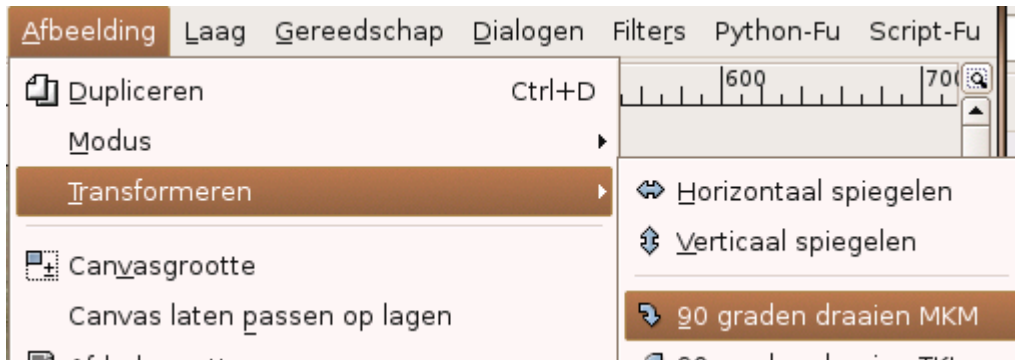 Afbeelding Laag Gereedschap Dialogen Filters Python-Fu Script-Fu
Dupliceren Ctrl+D
600 700
Modus
Transformeren
Horizontaal spiegelen
Verticaal spiegelen
Canvasgrootte
Canvas laten passen op lagen
90 graden draaien MKM